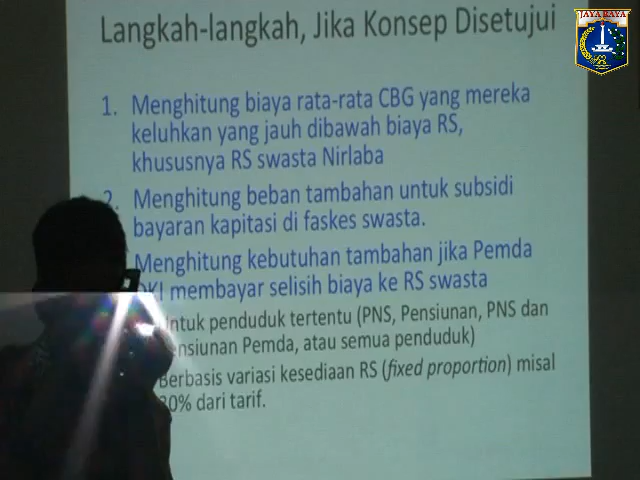 JAYA RAYA
Langkah-langkah, Jika Konsep Disetujui
1. Menghitung biaya rata-rata CBG yang mereka
keluhkan yang jauh dibawah biaya RS,
khususnya RS swasta Nirlaba
2. Menghitung beban tambahan untuk subsidi
bayaran kapitasi di faskes swasta.
Menghitung kebutuhan tambahan jika Pemda
DKI membayar selisih biaya ke RS swasta
Untuk penduduk tertentu (PNS, Pensiunan, PNS dan
Pensiunan Pemda, atau semua penduduk)
Berbasis variasi kesediaan RS (fixed proportion) misal
dari tarif.